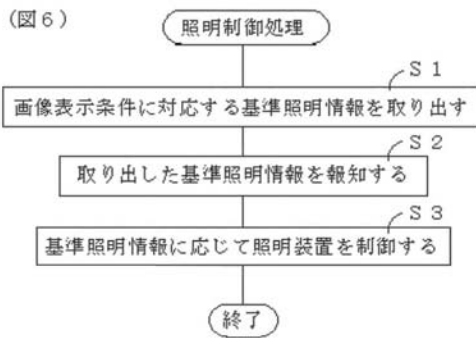 (図6)
照明制御処理
S1
画像表示条件に対応する基準照明情報を取り出す
S2
取り出した基準照明情報を報知する
S3
基準照明情報に応じて照明装置を制御する
終了